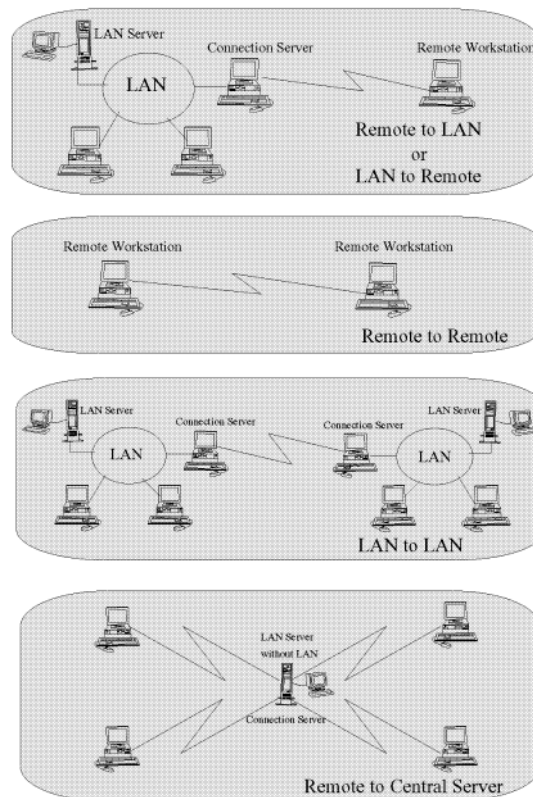 LAN Server
Connection Server
Remote Workstation
LAN
Remote to LAN
or
LAN to Remote
Remote Workstation
Remote Workstation
Remote to Remote
LAN Server
Connection Server
Connection Server
LAN Server
LAN
LAN
LAN to LAN
LAN Server
without LAN
Connection Server
Remote to Central Server